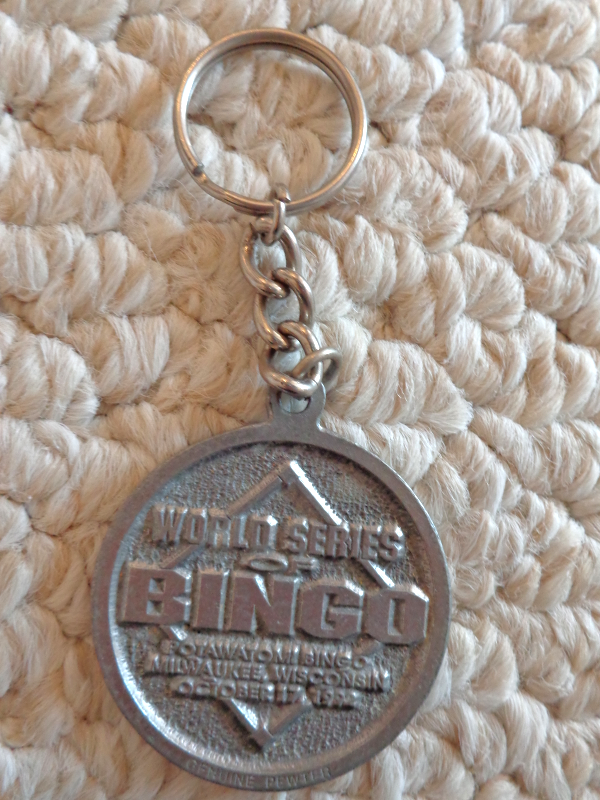 WORLD SERIES
OF
BINGO
POTAWATOMI BINGO
MILWAUKEE, WISCONSIN
OCTOBER 17,
GENUINE PEWTER